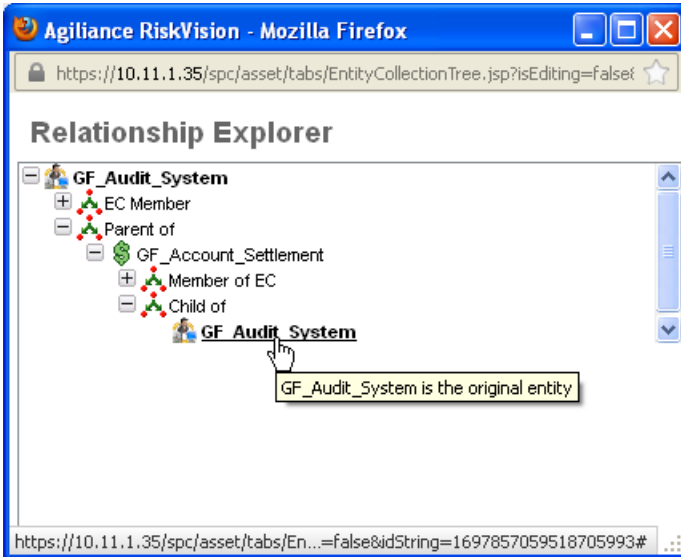 Agiliance RiskVision - Mozilla Firefox
https://10.11.1.35/spc/asset/tabs/EntityCollectionTree.jsp?isEditing=false&
Relationship Explorer
GF_Audit_System
EC Member
Parent of
GF_Account_Settlement
Member of EC
Child of
GF_Audit_System
GF_Audit_System is the original entity
https://10.11.1.35/spc/asset/tabs/En...=false&idString=1697857059518705993#